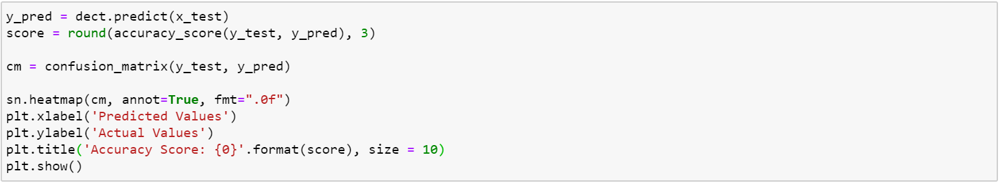 y_pred = dect.predict(x_test)
score = round(accuracy_score(y_test, y_pred), 3)
cm = confusion_matrix(y_test, y_pred)
sn.heatmap(cm, annot=True, fmt=".0f")
plt.xlabel('Predicted Values')
plt.ylabel('Actual Values')
plt.title('Accuracy Score: {0}'.format(score), size = 10)
plt.show()